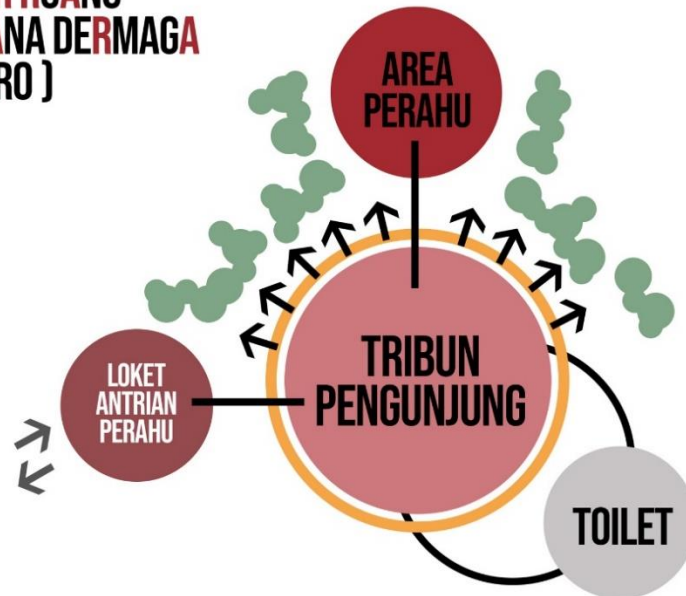 ANA DERMAGA
RO )
AREA
PERAHU
TRIBUN
PENGUNJUNG
LOKET
ANTRIAN
PERAHU
TOILET